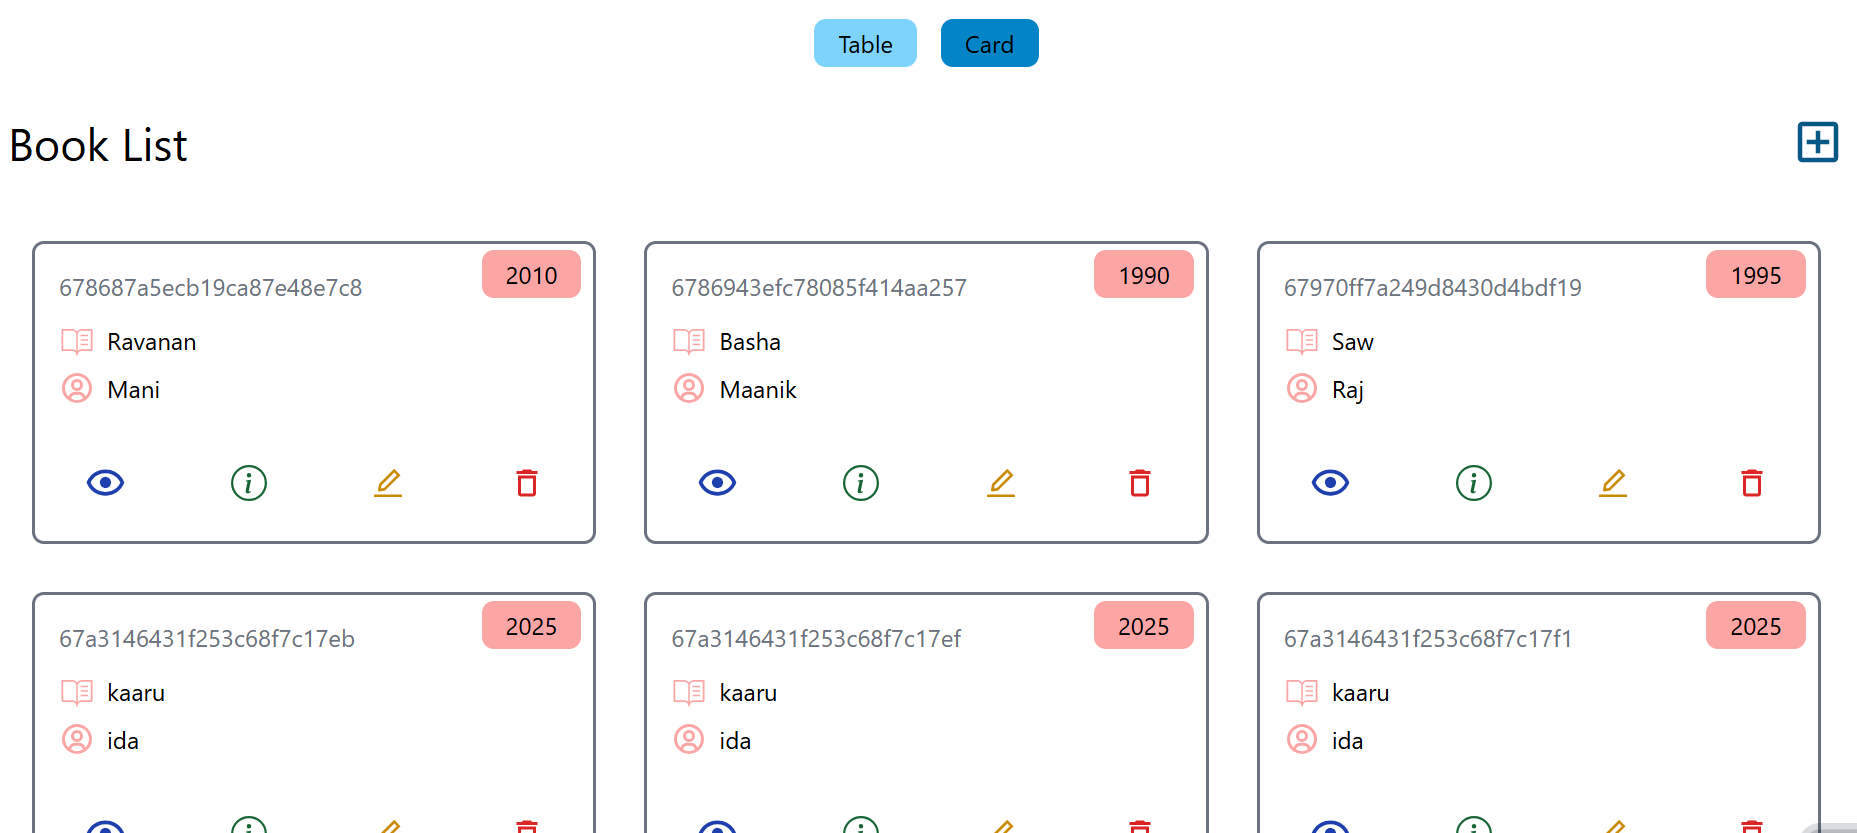 Table
Card
Book List
2010
678687a5ecb19ca87e48e7c8
Ravanan
Mani
1990
6786943efc78085f414aa257
Basha
Maanik
1995
67970ff7a249d8430d4bdf19
Saw
Raj
2025
67a3146431f253c68f7c17eb
kaaru
ida
2025
67a3146431f253c68f7c17ef
kaaru
ida
2025
67a3146431f253c68f7c17f1
kaaru
ida